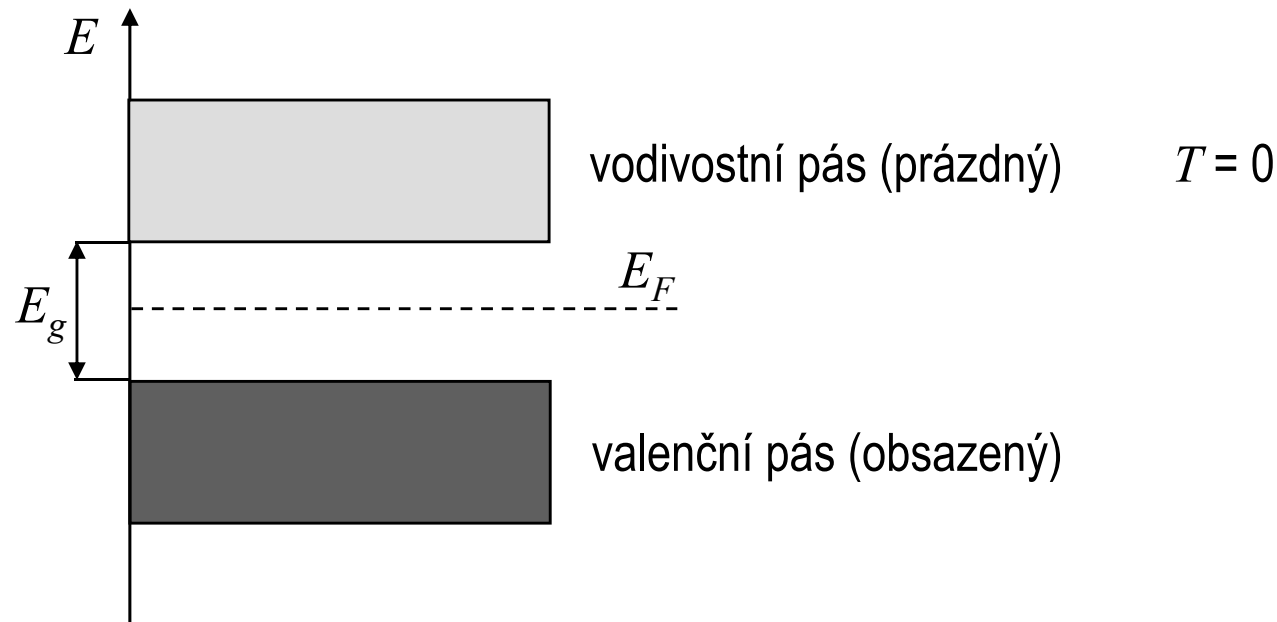 E
vodivostní pás (prázdný)
T = 0
E_F
E_g
valenční pás (obsazený)